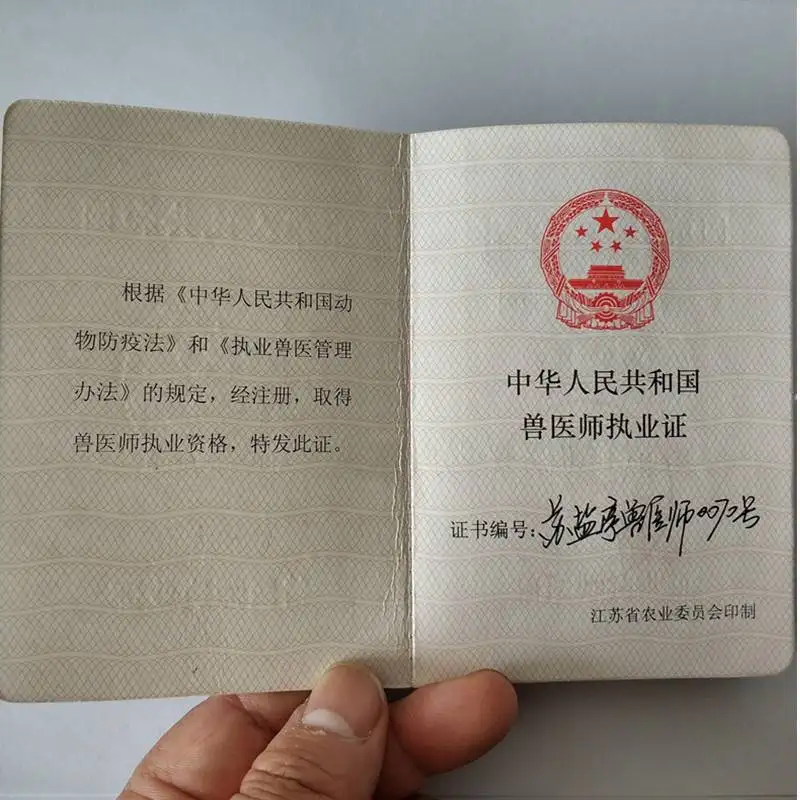 根据《中华人民共和国动
物防疫法》和《执业兽医管理
办法》的规定，经注册，取得
兽医师执业资格，特发此证。
中华人民共和国
兽医师执业证
证书编号：苏盐 兽医师 号
江苏省农业委员会印制